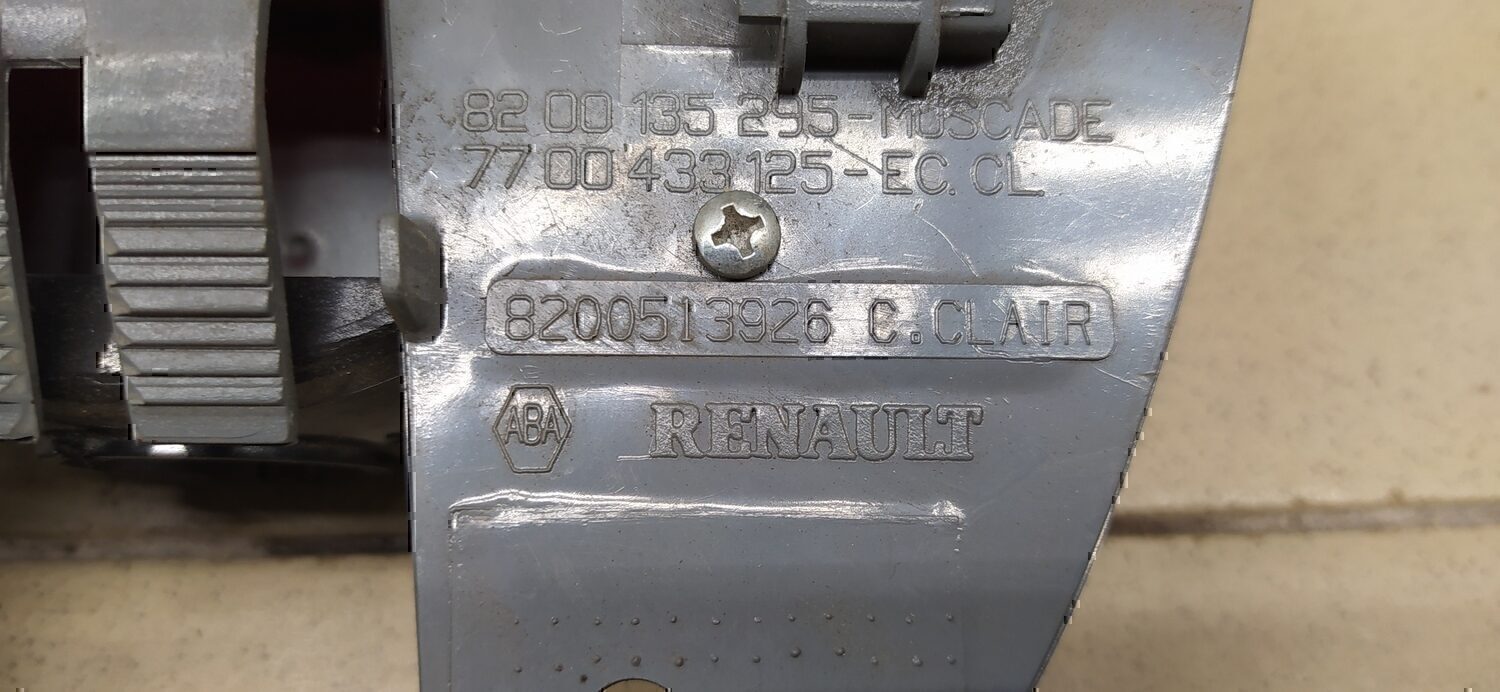 82 00 135 295-MUSCADE
77 00 433 125-EC. CL.
8200513926 C.CLAIR
ABA RENAULT